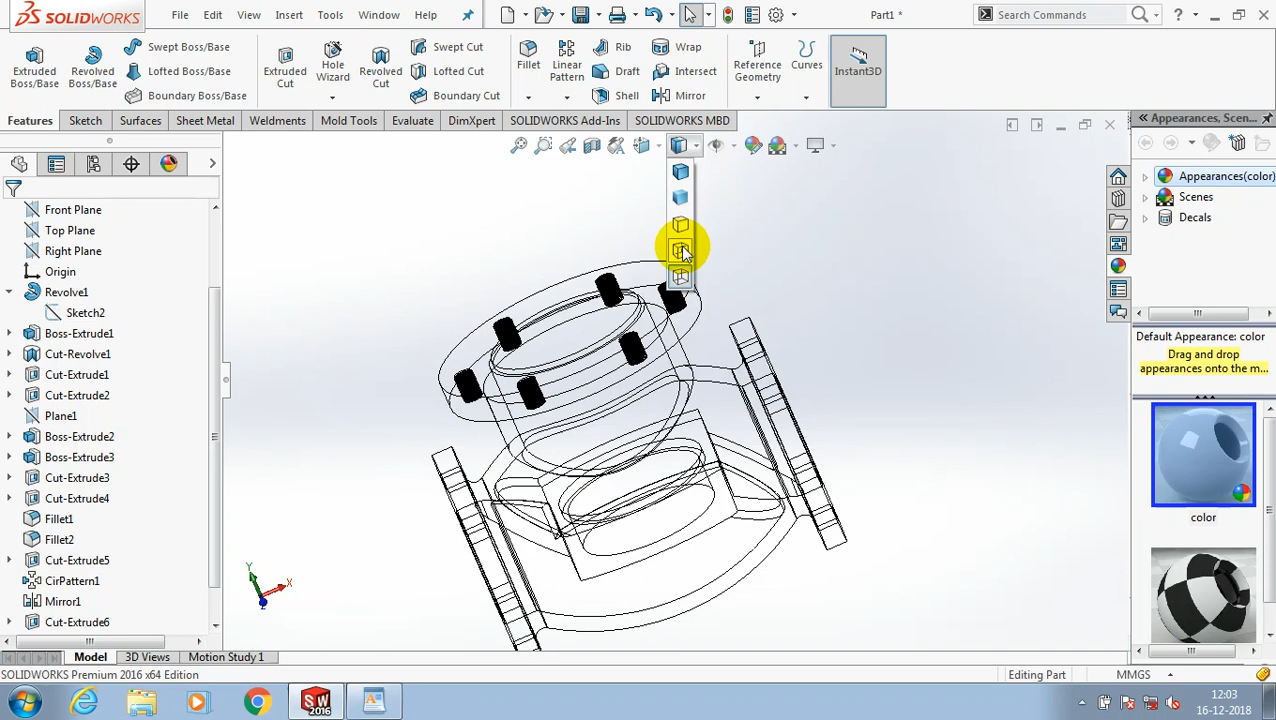 SOLIDWORKS
File Edit View Insert Tools Window Help
Part1 *
Search Commands
Extruded Boss/Base
Revolved Boss/Base
Swept Boss/Base
Lofted Boss/Base
Boundary Boss/Base
Extruded Cut
Hole Wizard
Revolved Cut
Swept Cut
Lofted Cut
Boundary Cut
Fillet
Linear Pattern
Rib
Draft
Shell
Wrap
Intersect
Mirror
Reference Geometry
Curves
Instant3D
Features Sketch Surfaces Sheet Metal Weldments Mold Tools Evaluate DimXpert SOLIDWORKS Add-Ins SOLIDWORKS MBD
Front Plane
Top Plane
Right Plane
Origin
Revolve1
Sketch2
Boss-Extrude1
Cut-Revolve1
Cut-Extrude1
Cut-Extrude2
Plane1
Boss-Extrude2
Boss-Extrude3
Cut-Extrude3
Cut-Extrude4
Fillet1
Fillet2
Cut-Extrude5
CirPattern1
Mirror1
Cut-Extrude6
Y
X
Z
Appearances, Scen...
Appearances(color)
Scenes
Decals
Default Appearance: color
Drag and drop
appearances onto the m...
color
Model 3D Views Motion Study 1
SOLIDWORKS Premium 2016 x64 Edition
Editing Part
MMGS
SW
2016
12:03
16-12-2018